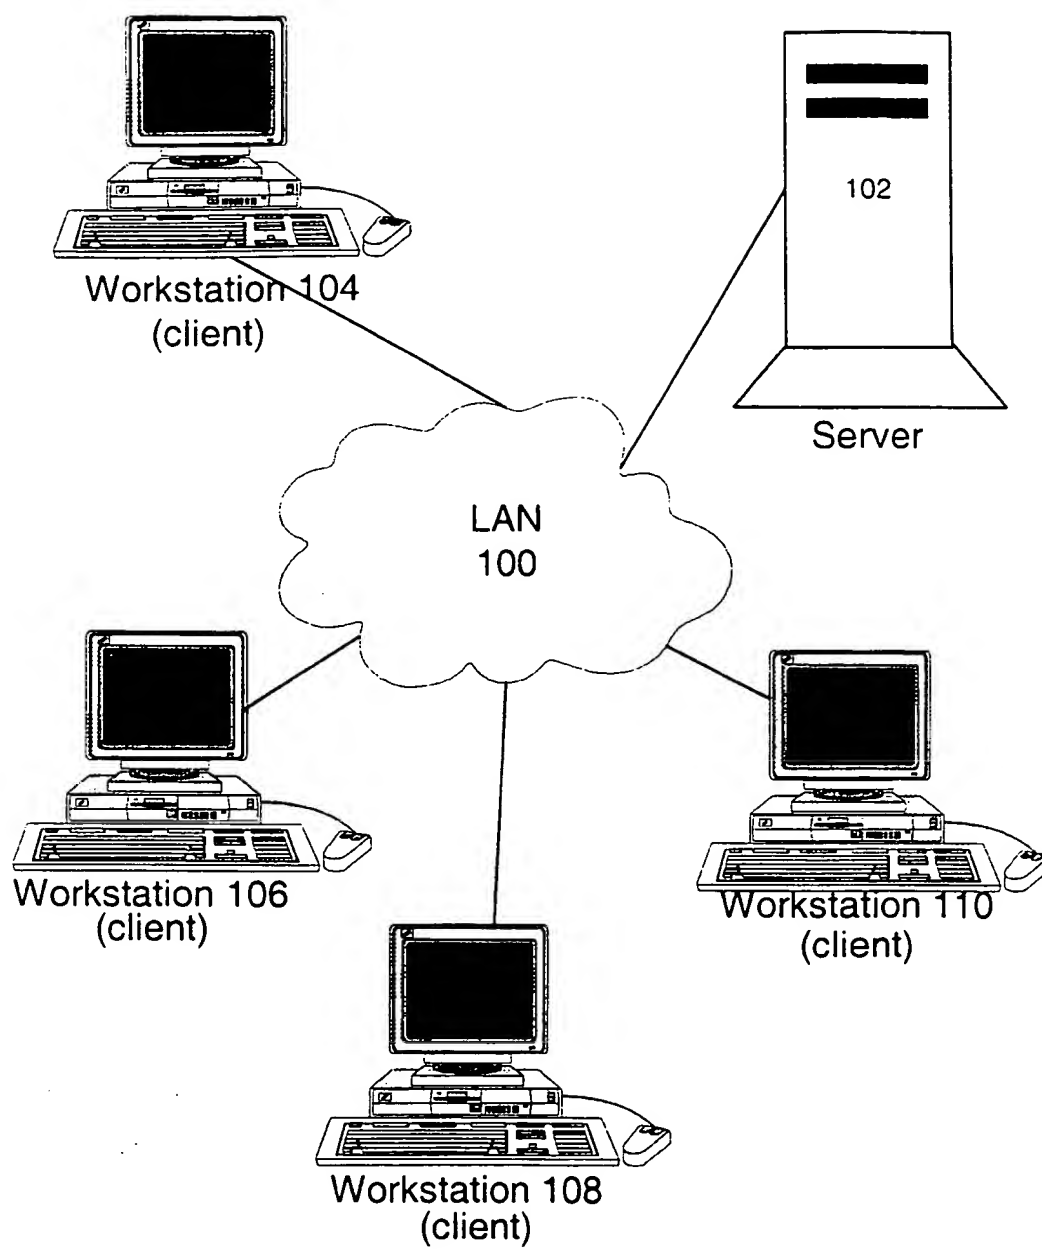 102
Workstation 104
(client)
Server
LAN
100
Workstation 106
(client)
Workstation 110
(client)
Workstation 108
(client)